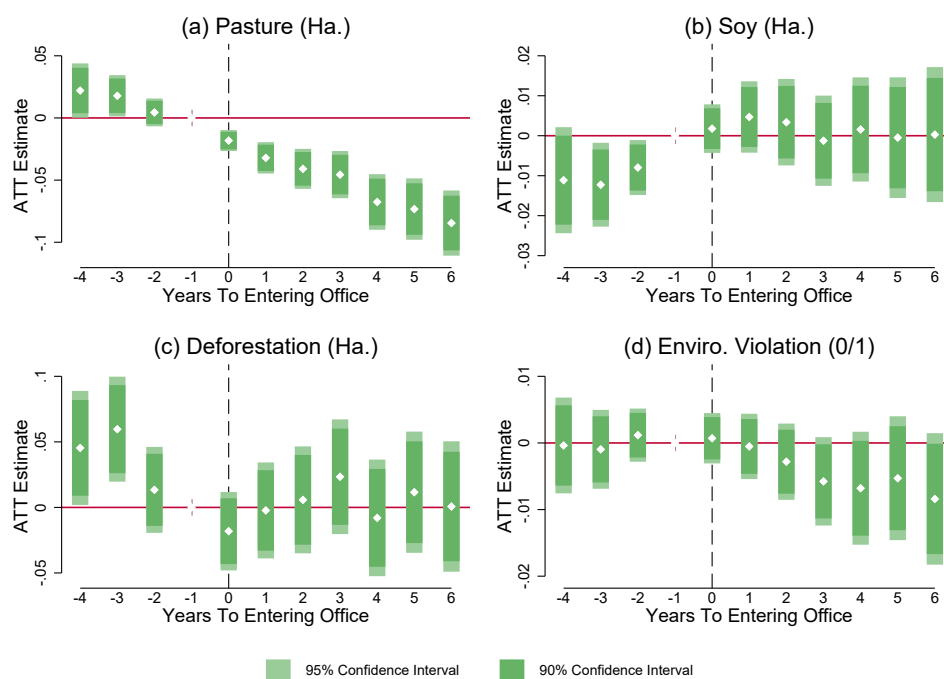 (a) Pasture (Ha.)
ATT Estimate
.05
0
-.05
-.1
-4 -3 -2 -1 0 1 2 3 4 5 6
Years To Entering Office
(b) Soy (Ha.)
ATT Estimate
.02
.01
0
-.01
-.02
-.03
-4 -3 -2 -1 0 1 2 3 4 5 6
Years To Entering Office
(c) Deforestation (Ha.)
ATT Estimate
.1
.05
0
-.05
-4 -3 -2 -1 0 1 2 3 4 5 6
Years To Entering Office
(d) Enviro. Violation (0/1)
ATT Estimate
.01
0
-.01
-.02
-4 -3 -2 -1 0 1 2 3 4 5 6
Years To Entering Office
95% Confidence Interval
90% Confidence Interval